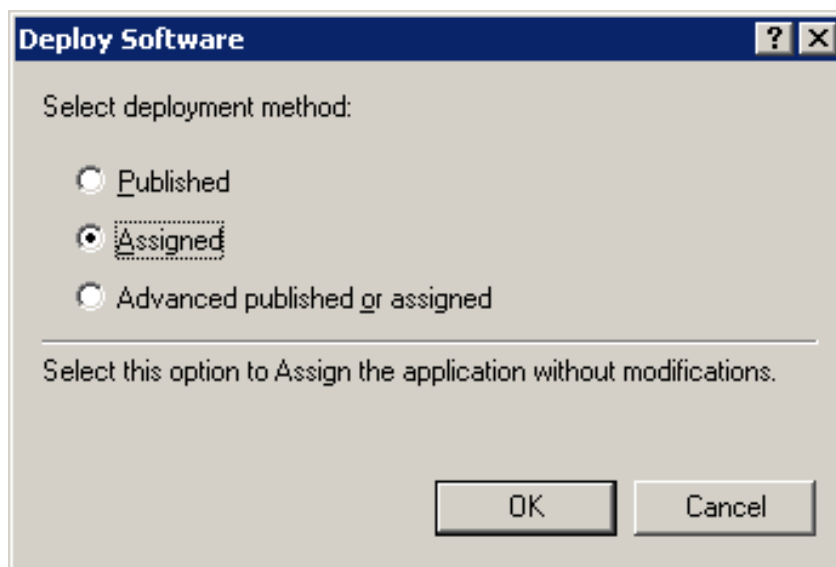 Deploy Software
Select deployment method:
Published
Assigned
Advanced published or assigned
Select this option to Assign the application without modifications.
OK Cancel